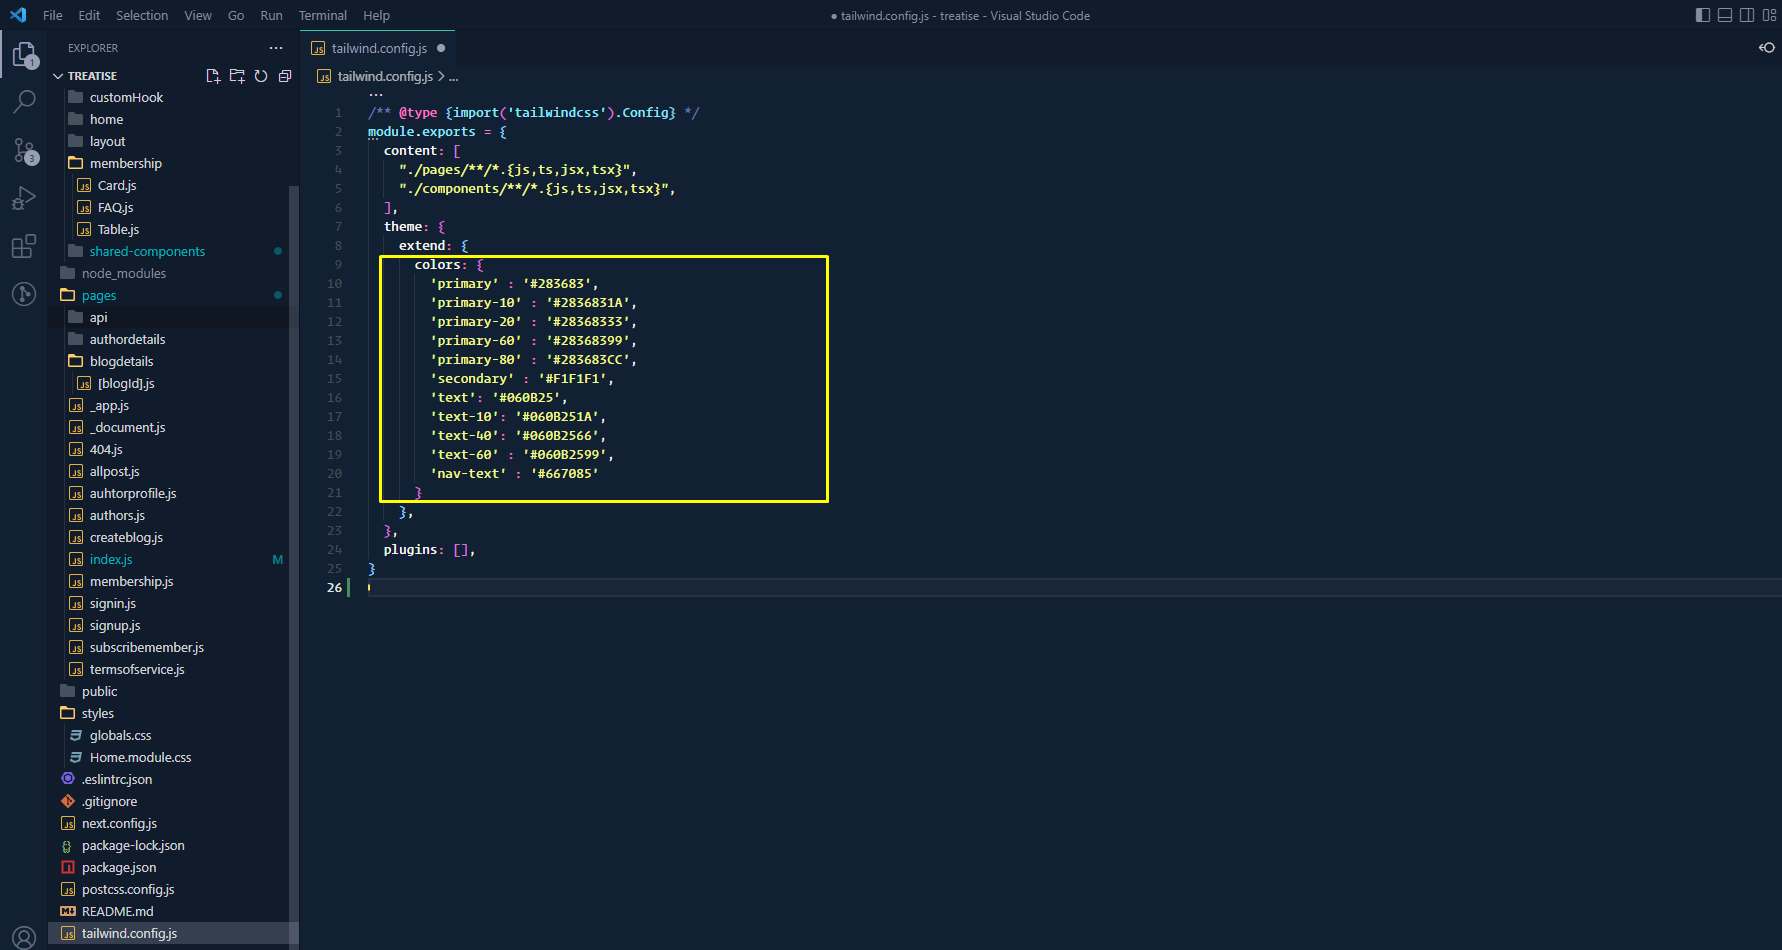 File Edit Selection View Go Run Terminal Help
● tailwind.config.js - treatise - Visual Studio Code
EXPLORER
TREATISE
customHook
home
layout
membership
Card.js
FAQ.js
Table.js
shared-components
node_modules
pages
api
authordetails
blogdetails
[blogId].js
_app.js
_document.js
404.js
allpost.js
auhtorprofile.js
authors.js
createblog.js
index.js M
membership.js
signin.js
signup.js
subscribemember.js
termsofservice.js
public
styles
globals.css
Home.module.css
.eslintrc.json
.gitignore
next.config.js
package-lock.json
package.json
postcss.config.js
README.md
tailwind.config.js
1
3
JS tailwind.config.js ●
JS tailwind.config.js > ...
...
1 /** @type {import('tailwindcss').Config} */
2 module.exports = {
3 content: [
4 "./pages/**/*.{js,ts,jsx,tsx}",
5 "./components/**/*.{js,ts,jsx,tsx}",
6 ],
7 theme: {
8 extend: {
9 colors: {
10 'primary' : '#283683',
11 'primary-10' : '#2836831A',
12 'primary-20' : '#28368333',
13 'primary-60' : '#28368399',
14 'primary-80' : '#283683CC',
15 'secondary' : '#F1F1F1',
16 'text': '#060B25',
17 'text-10': '#060B251A',
18 'text-40': '#060B2566',
19 'text-60' : '#060B2599',
20 'nav-text' : '#667085'
21 }
22 },
23 },
24 plugins: [],
25 }
26